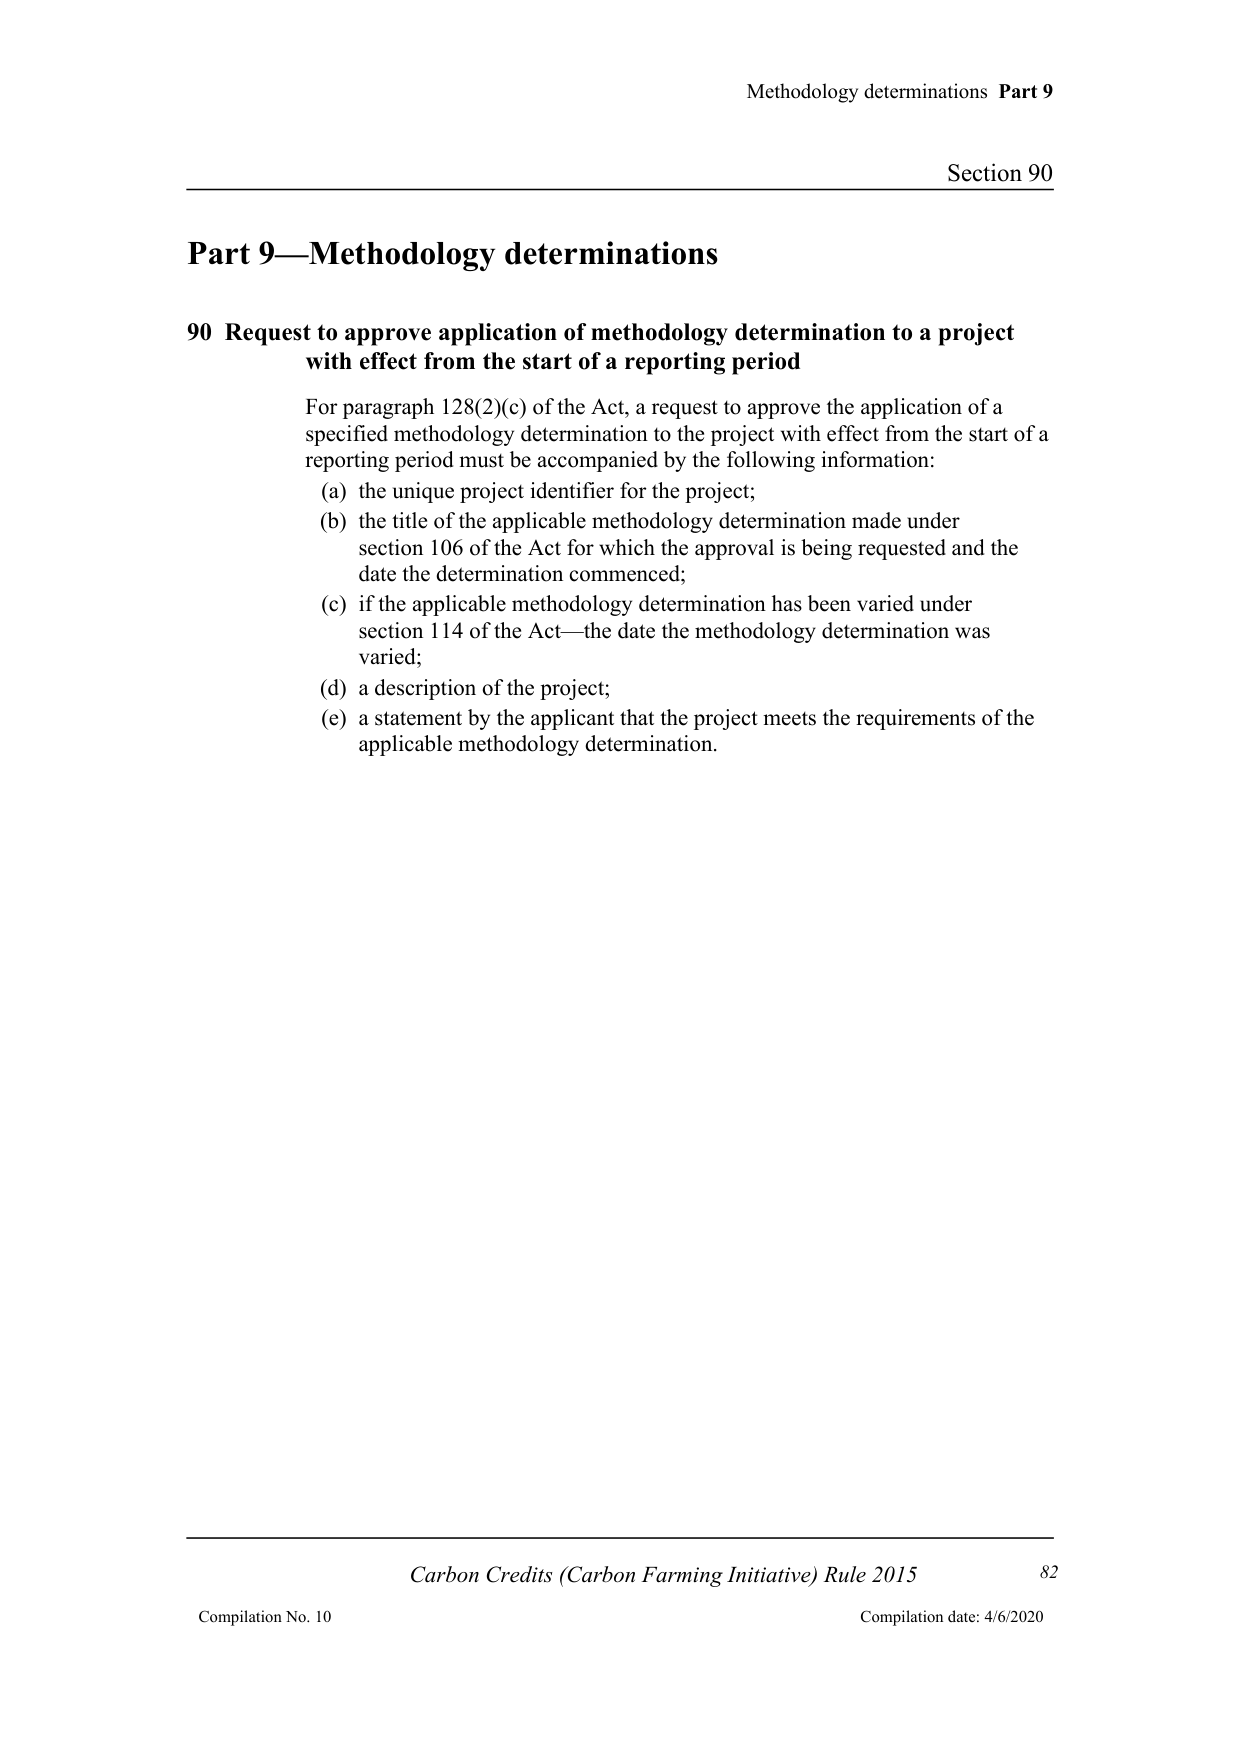 Methodology determinations  Part 9
Section 90
Part 9—Methodology determinations
90  Request to approve application of methodology determination to a project
with effect from the start of a reporting period
For paragraph 128(2)(c) of the Act, a request to approve the application of a
specified methodology determination to the project with effect from the start of a
reporting period must be accompanied by the following information:
(a) the unique project identifier for the project;
(b) the title of the applicable methodology determination made under
section 106 of the Act for which the approval is being requested and the
date the determination commenced;
(c) if the applicable methodology determination has been varied under
section 114 of the Act—the date the methodology determination was
varied;
(d) a description of the project;
(e) a statement by the applicant that the project meets the requirements of the
applicable methodology determination.
Carbon Credits (Carbon Farming Initiative) Rule 2015 82
Compilation No. 10 Compilation date: 4/6/2020